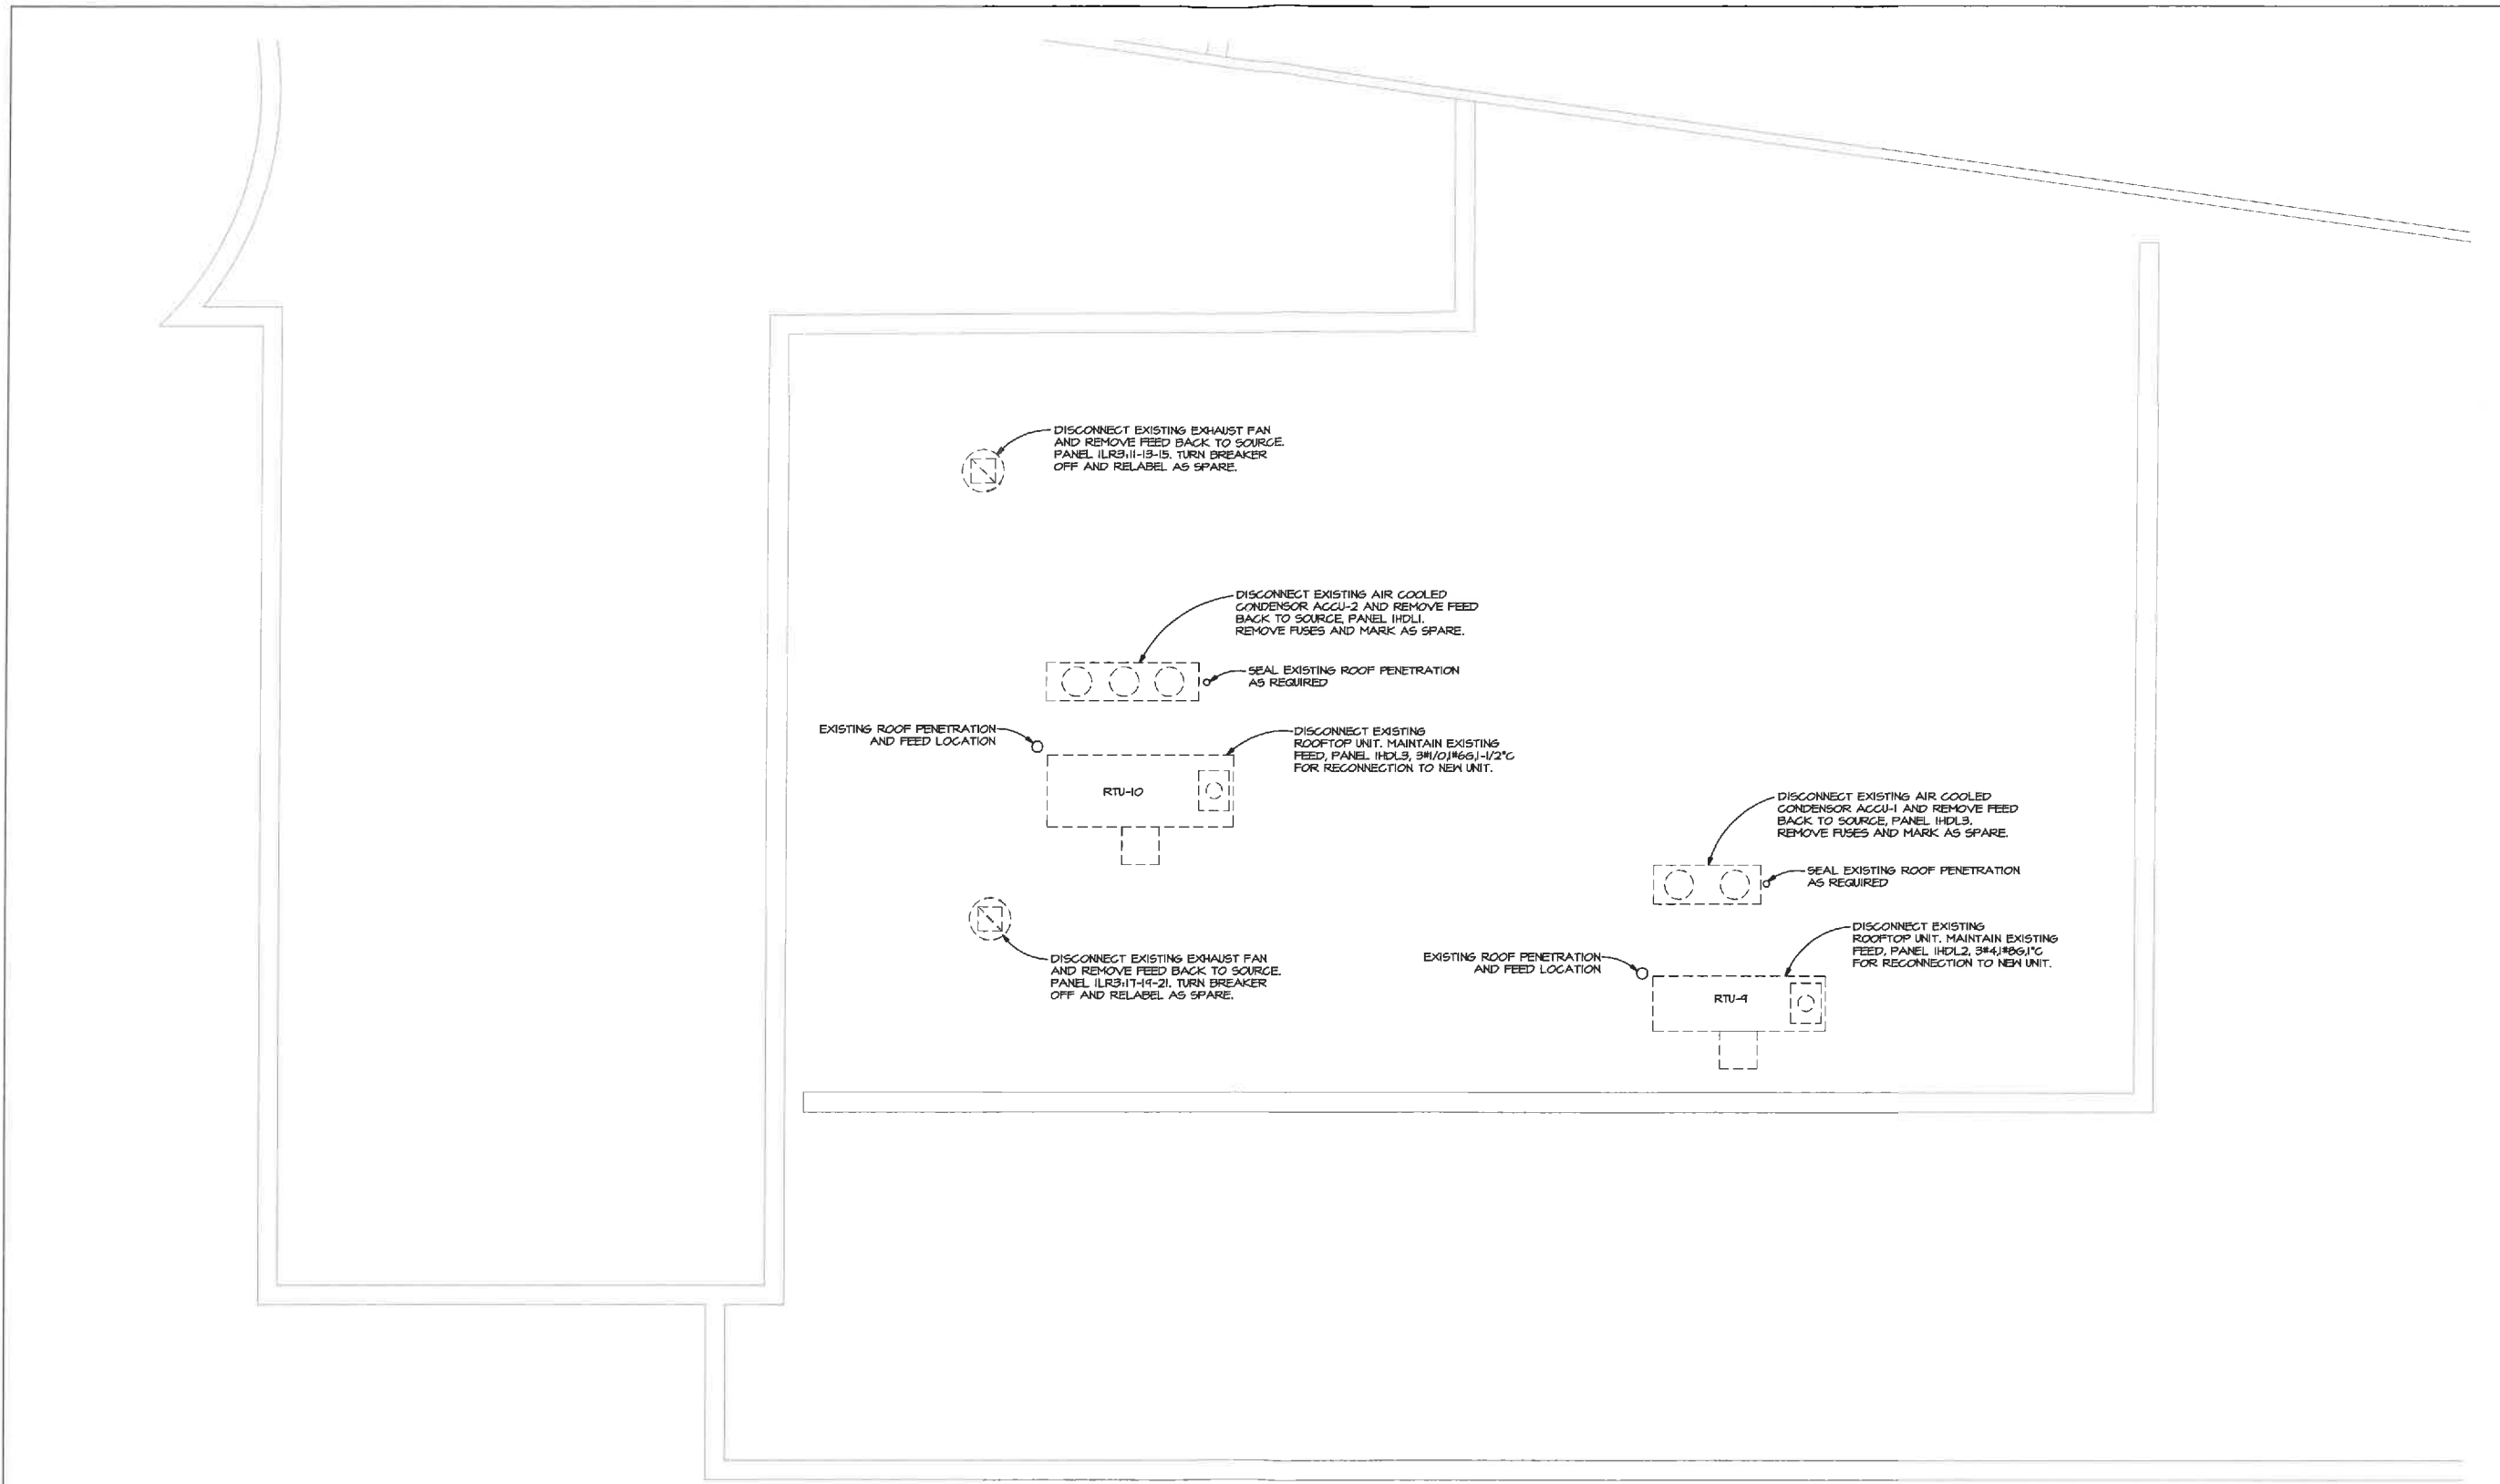 DISCONNECT EXISTING EXHAUST FAN
AND REMOVE FEED BACK TO SOURCE.
PANEL 1LR3:11-13-15. TURN BREAKER
OFF AND RELABEL AS SPARE.
DISCONNECT EXISTING AIR COOLED
CONDENSOR ACCU-2 AND REMOVE FEED
BACK TO SOURCE, PANEL 1HDL1.
REMOVE FUSES AND MARK AS SPARE.
SEAL EXISTING ROOF PENETRATION
AS REQUIRED
EXISTING ROOF PENETRATION
AND FEED LOCATION
DISCONNECT EXISTING
ROOFTOP UNIT. MAINTAIN EXISTING
FEED, PANEL 1HDL3, 3#1/0,1#6G,1-1/2"C
FOR RECONNECTION TO NEW UNIT.
RTU-10
DISCONNECT EXISTING AIR COOLED
CONDENSOR ACCU-1 AND REMOVE FEED
BACK TO SOURCE, PANEL 1HDL3.
REMOVE FUSES AND MARK AS SPARE.
SEAL EXISTING ROOF PENETRATION
AS REQUIRED
DISCONNECT EXISTING EXHAUST FAN
AND REMOVE FEED BACK TO SOURCE.
PANEL 1LR3:17-19-21. TURN BREAKER
OFF AND RELABEL AS SPARE.
EXISTING ROOF PENETRATION
AND FEED LOCATION
DISCONNECT EXISTING
ROOFTOP UNIT. MAINTAIN EXISTING
FEED, PANEL 1HDL2, 3#4,1#8G,1"C
FOR RECONNECTION TO NEW UNIT.
RTU-9